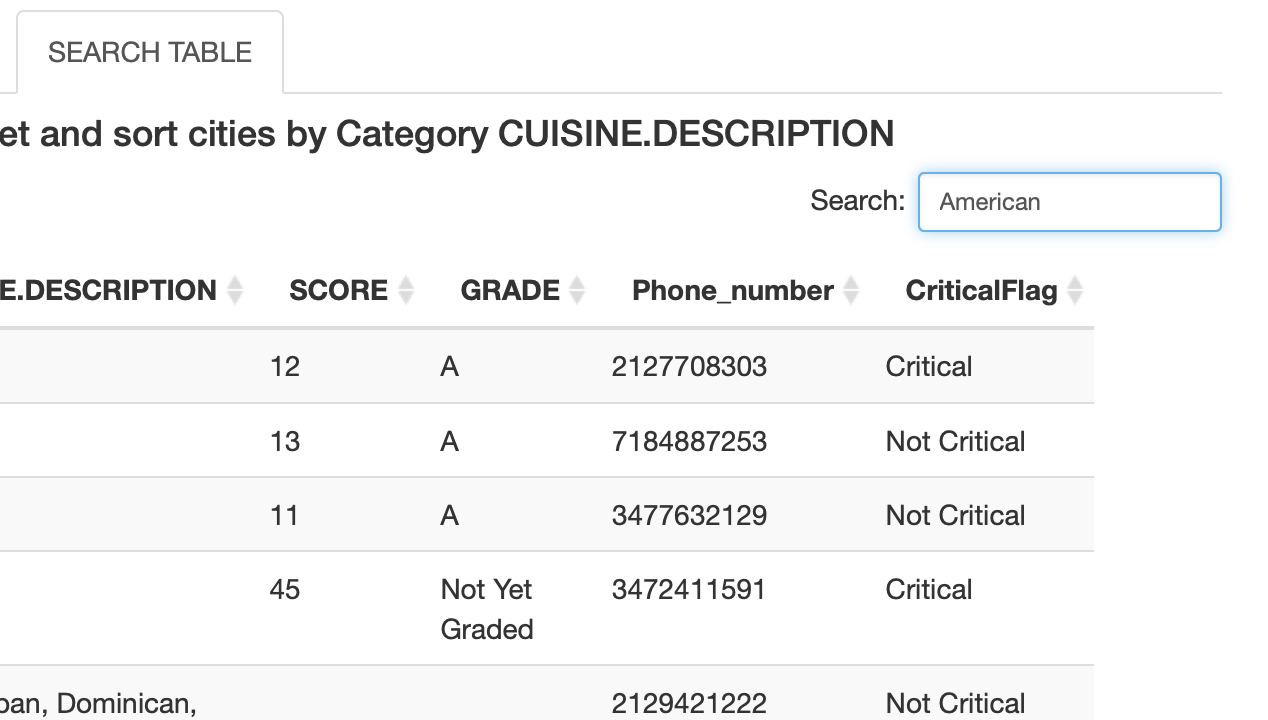 SEARCH TABLE
et and sort cities by Category CUISINE.DESCRIPTION
Search: American
E.DESCRIPTION SCORE GRADE Phone_number CriticalFlag
12 A 2127708303 Critical
13 A 7184887253 Not Critical
11 A 3477632129 Not Critical
45 Not Yet Graded 3472411591 Critical
ban, Dominican, 2129421222 Not Critical